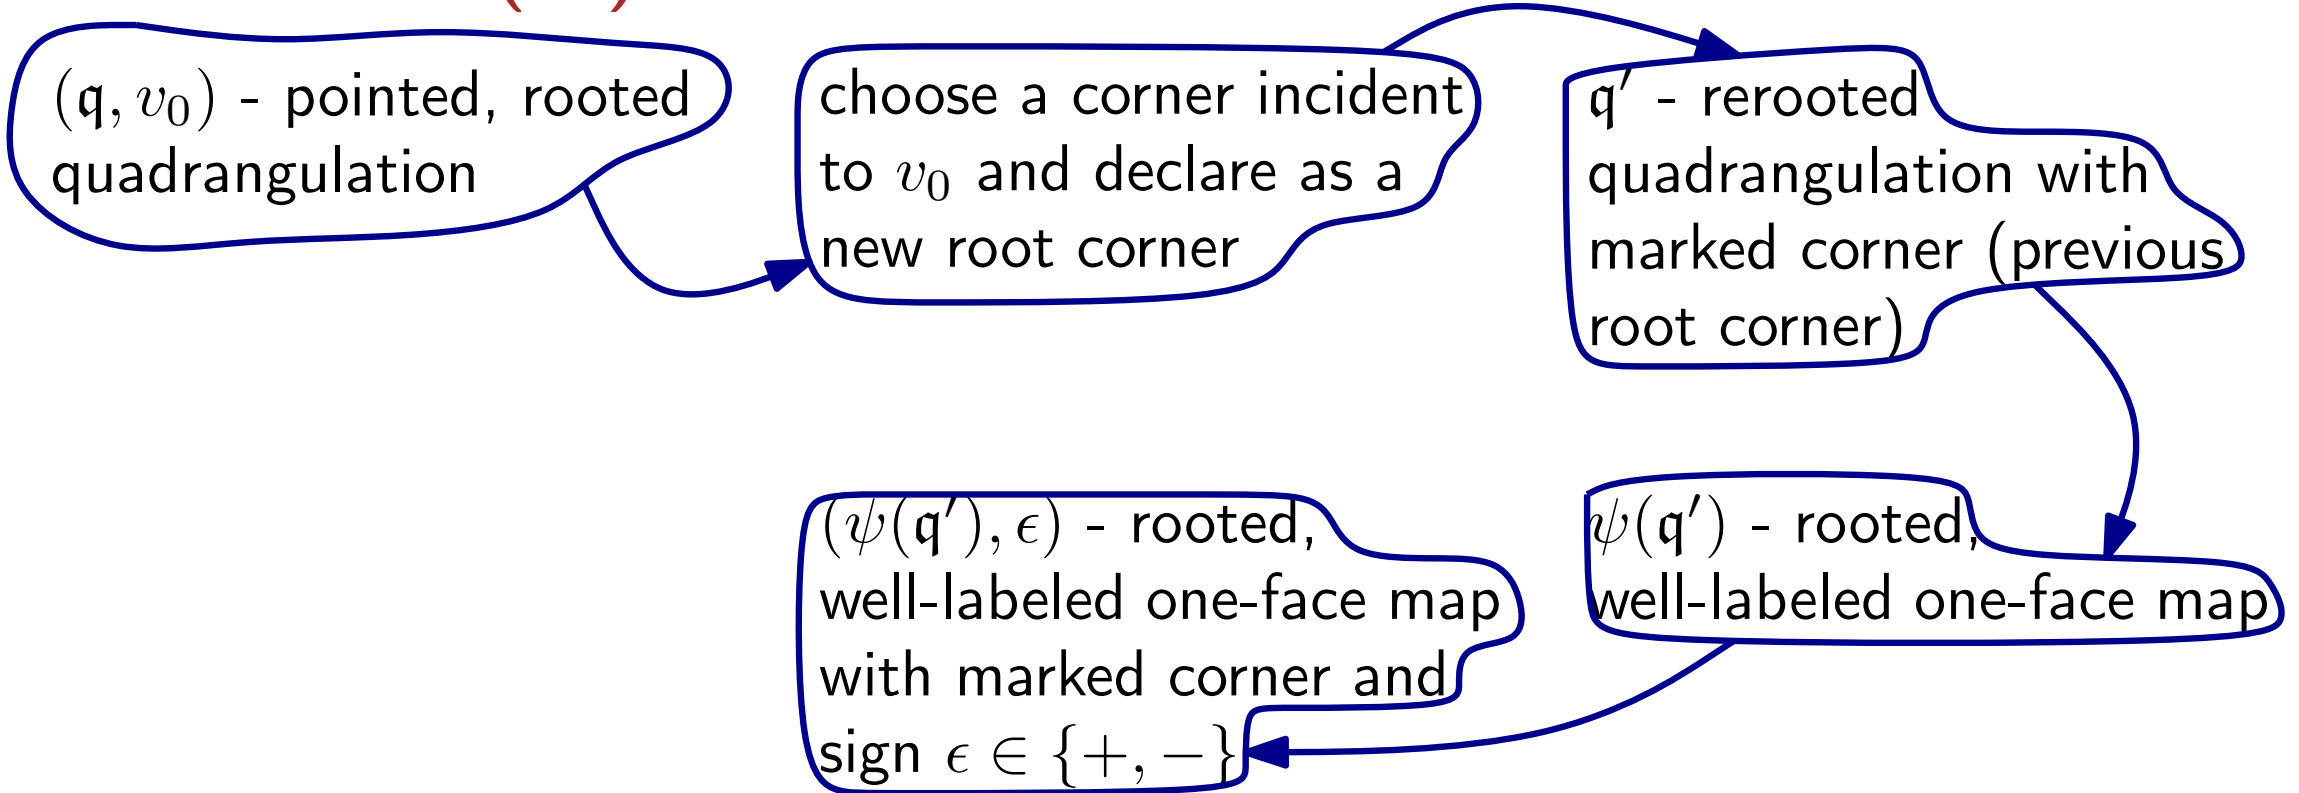 (𝔮, v₀) - pointed, rooted
quadrangulation
choose a corner incident
to v₀ and declare as a
new root corner
𝔮′ - rerooted
quadrangulation with
marked corner (previous
root corner)
ψ(𝔮′) - rooted,
well-labeled one-face map
(ψ(𝔮′), ϵ) - rooted,
well-labeled one-face map
with marked corner and
sign ϵ ∈ {+, −}